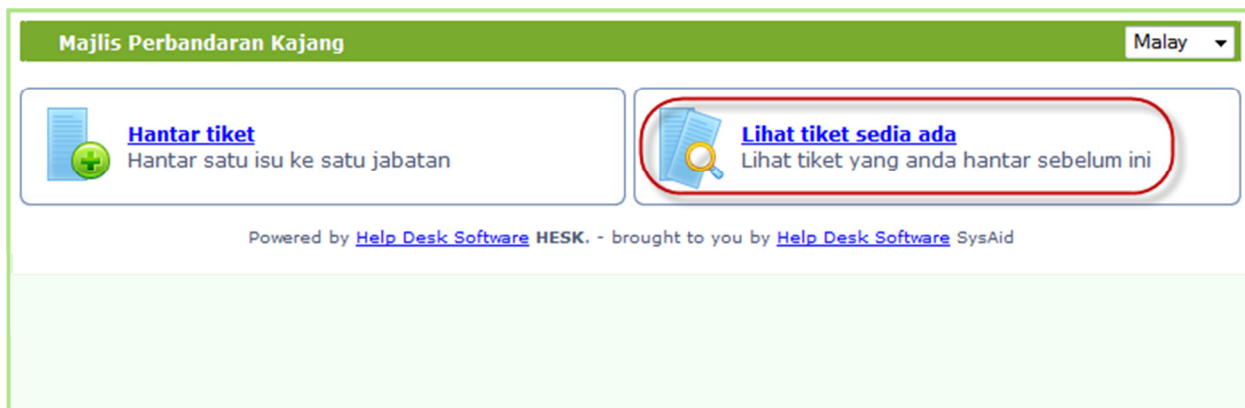 Majlis Perbandaran Kajang
Malay
Hantar tiket
Hantar satu isu ke satu jabatan
Lihat tiket sedia ada
Lihat tiket yang anda hantar sebelum ini
Powered by Help Desk Software HESK. - brought to you by Help Desk Software SysAid